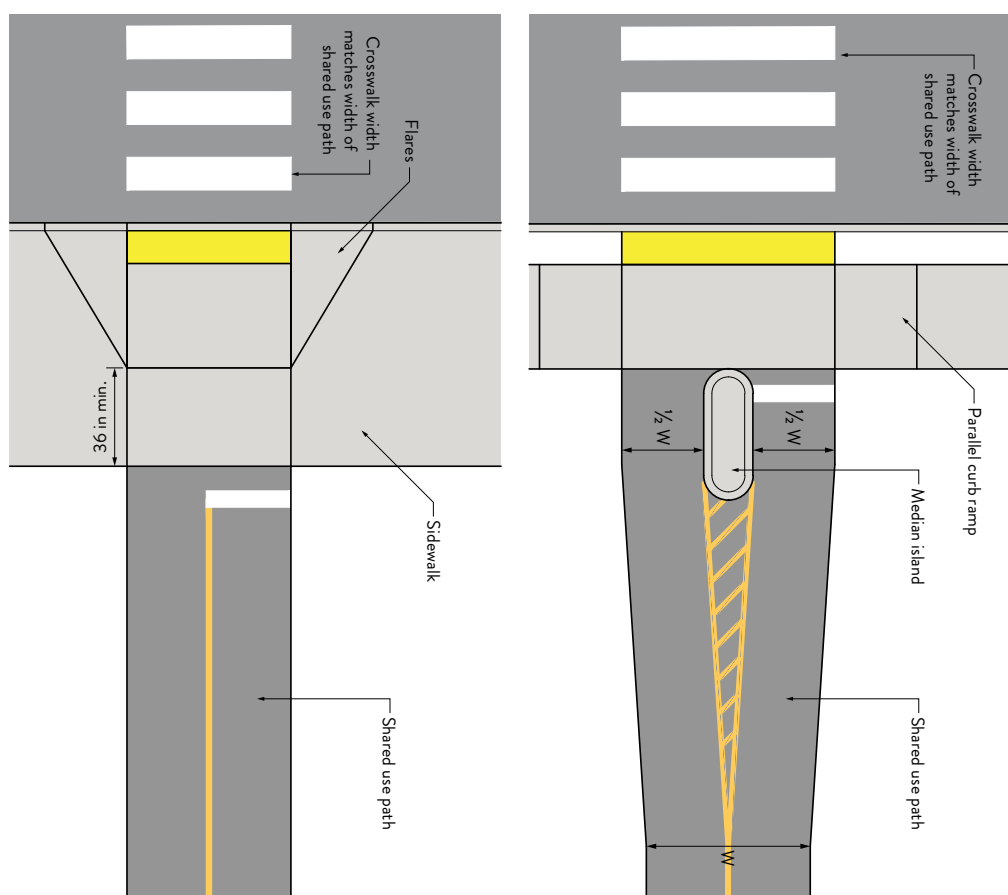 Crosswalk width
matches width of
shared use path
Flares
36 in min.
Sidewalk
Shared use path
Crosswalk width
matches width of
shared use path
Parallel curb ramp
½ W
½ W
Median island
Shared use path
W